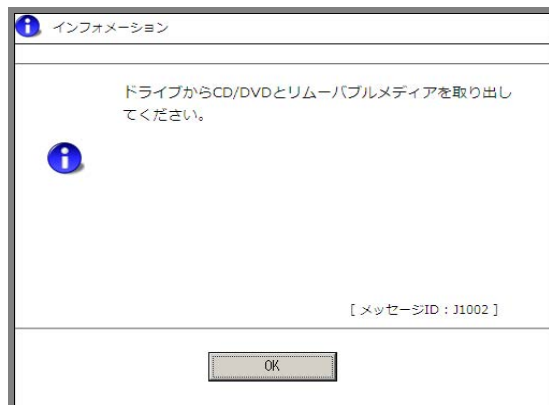 インフォメーション
ドライブからCD/DVDとリムーバブルメディアを取り出し
てください。
[ メッセージID : J1002 ]
OK